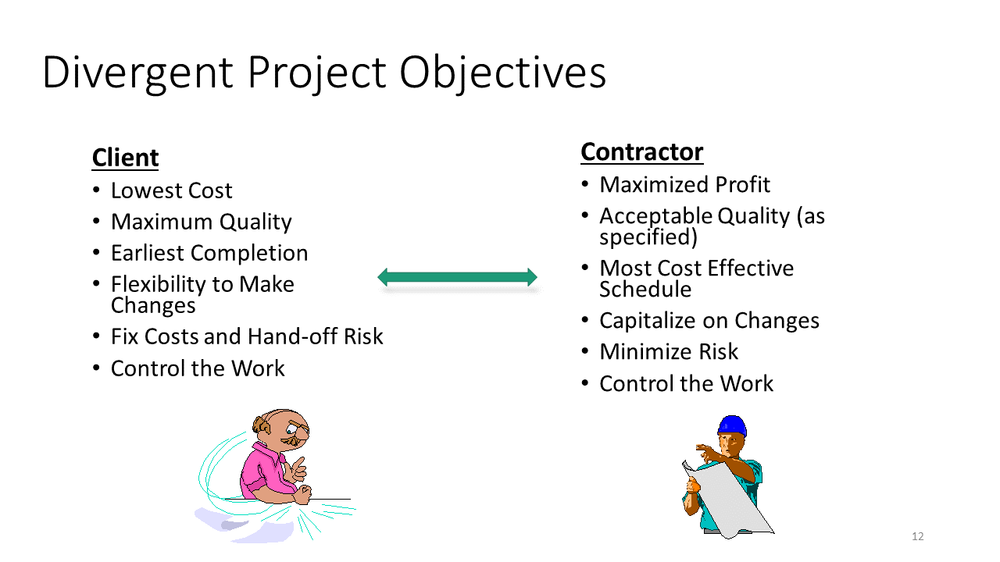 Divergent Project Objectives
Client
• Lowest Cost
• Maximum Quality
• Earliest Completion
• Flexibility to Make
Changes
• Fix Costs and Hand-off Risk
• Control the Work
Contractor
• Maximized Profit
• Acceptable Quality (as
specified)
• Most Cost Effective
Schedule
• Capitalize on Changes
• Minimize Risk
• Control the Work
12